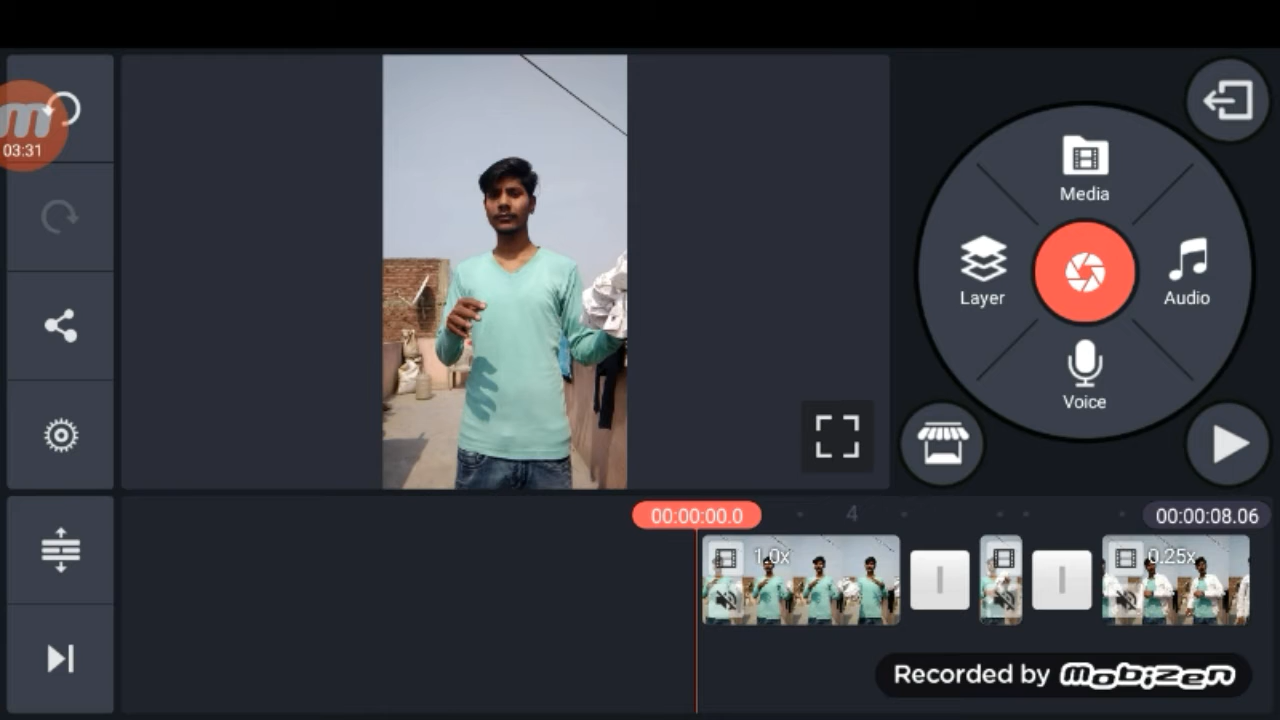 m
03:31
Media
Layer
Audio
Voice
00:00:00.0
4
00:00:08.06
1.0x
0.25x
Recorded by mobizen